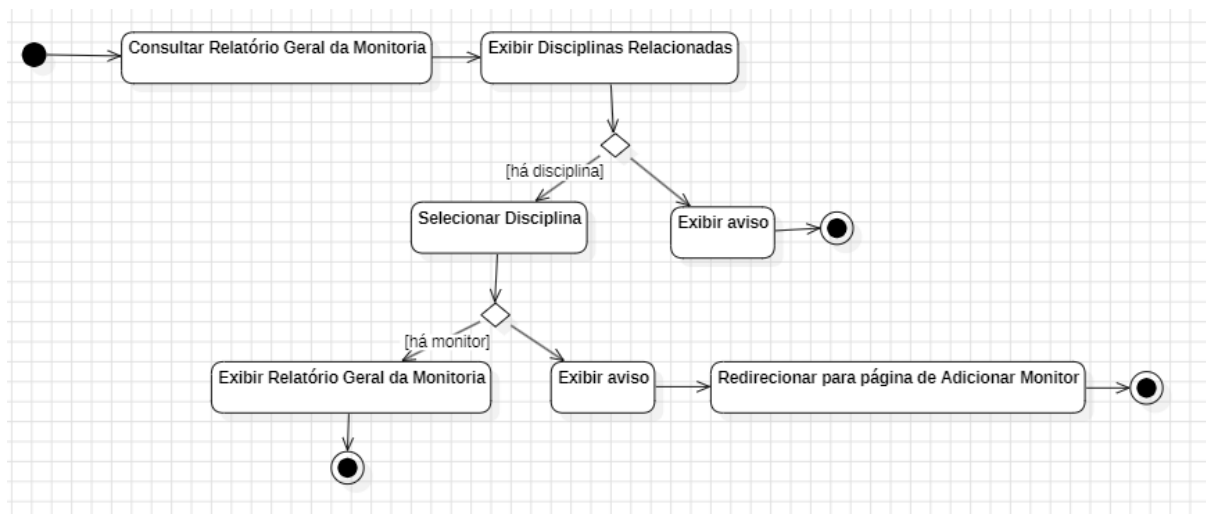 Consultar Relatório Geral da Monitoria
Exibir Disciplinas Relacionadas
[há disciplina]
Selecionar Disciplina
Exibir aviso
[há monitor]
Exibir Relatório Geral da Monitoria
Exibir aviso
Redirecionar para página de Adicionar Monitor